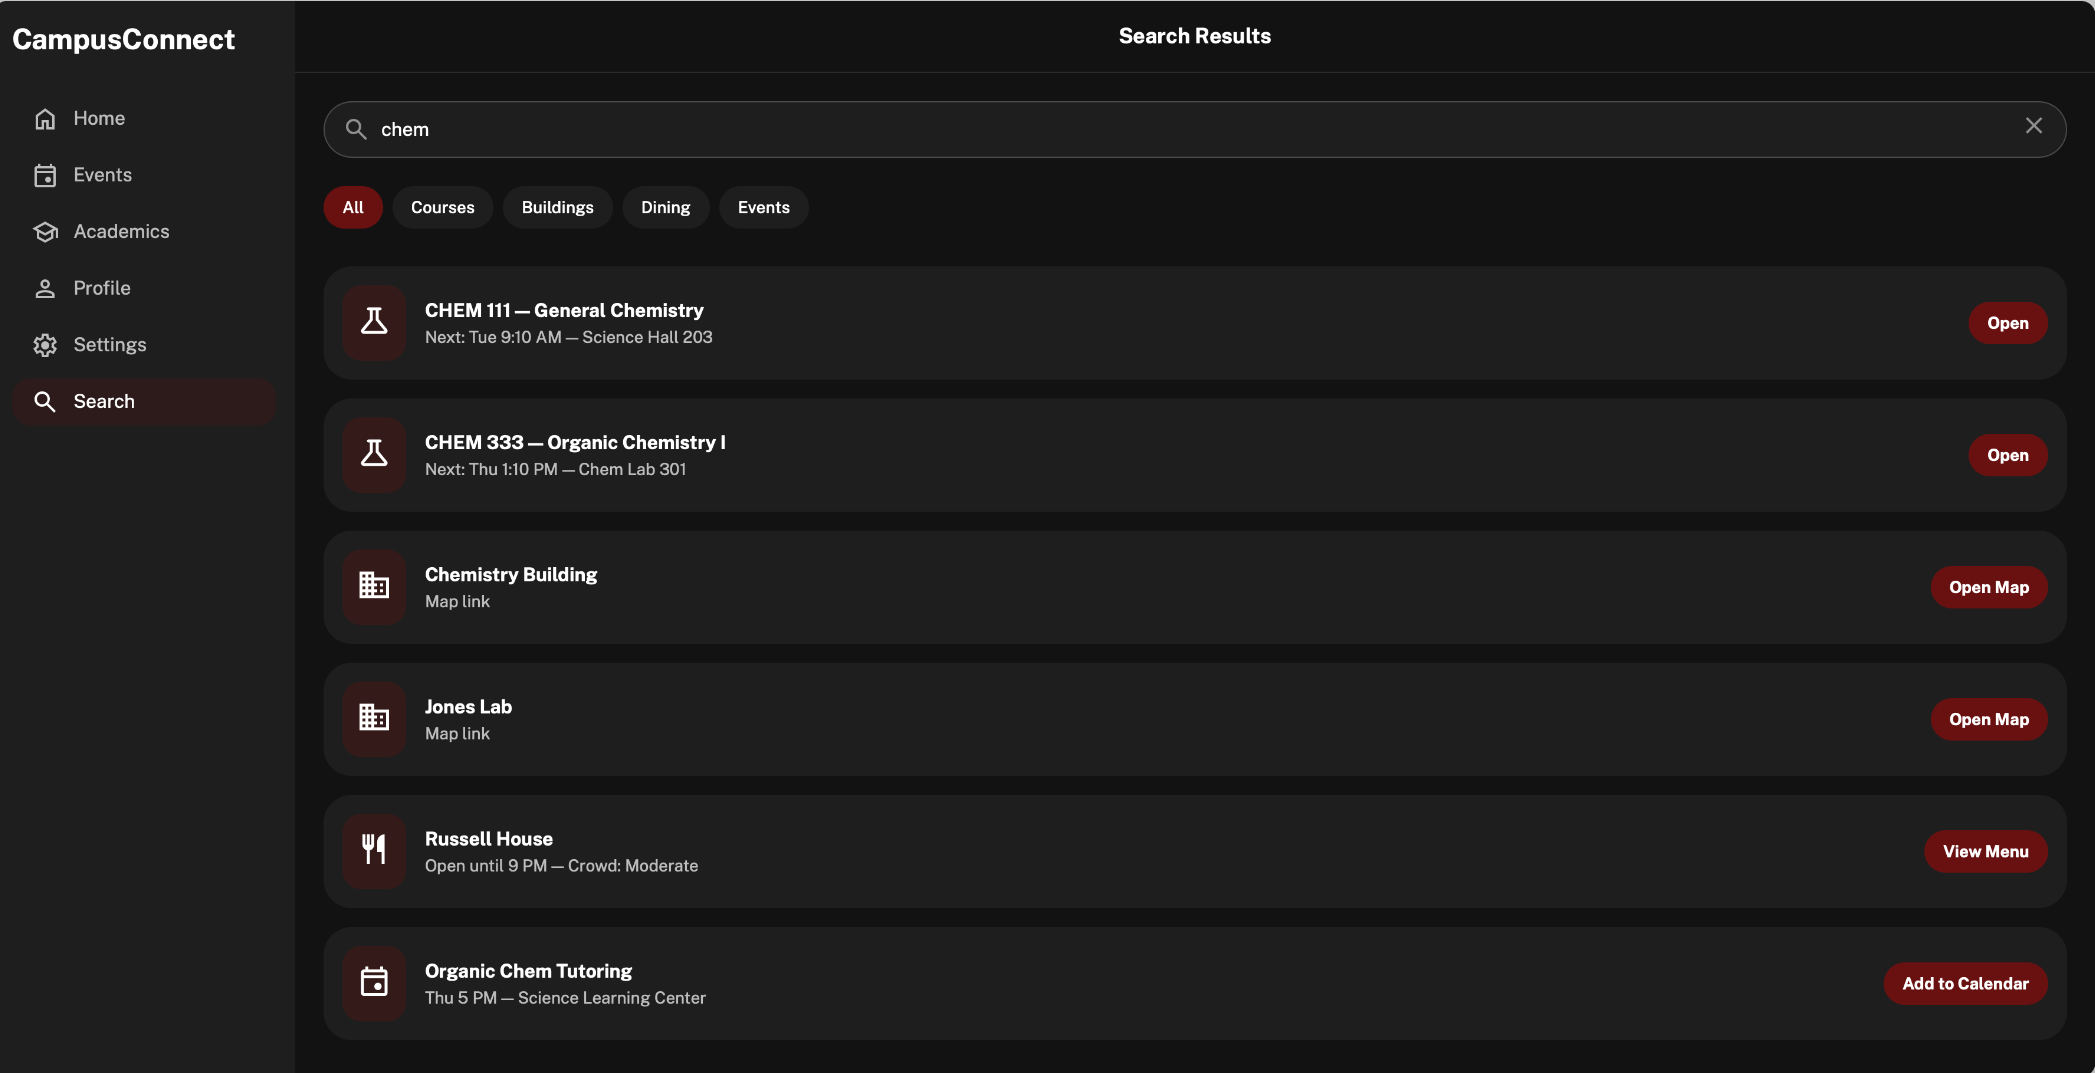 CampusConnect
Home
Events
Academics
Profile
Settings
Search
Search Results
chem
All
Courses
Buildings
Dining
Events
CHEM 111 — General Chemistry
Next: Tue 9:10 AM — Science Hall 203
Open
CHEM 333 — Organic Chemistry I
Next: Thu 1:10 PM — Chem Lab 301
Open
Chemistry Building
Map link
Open Map
Jones Lab
Map link
Open Map
Russell House
Open until 9 PM — Crowd: Moderate
View Menu
Organic Chem Tutoring
Thu 5 PM — Science Learning Center
Add to Calendar